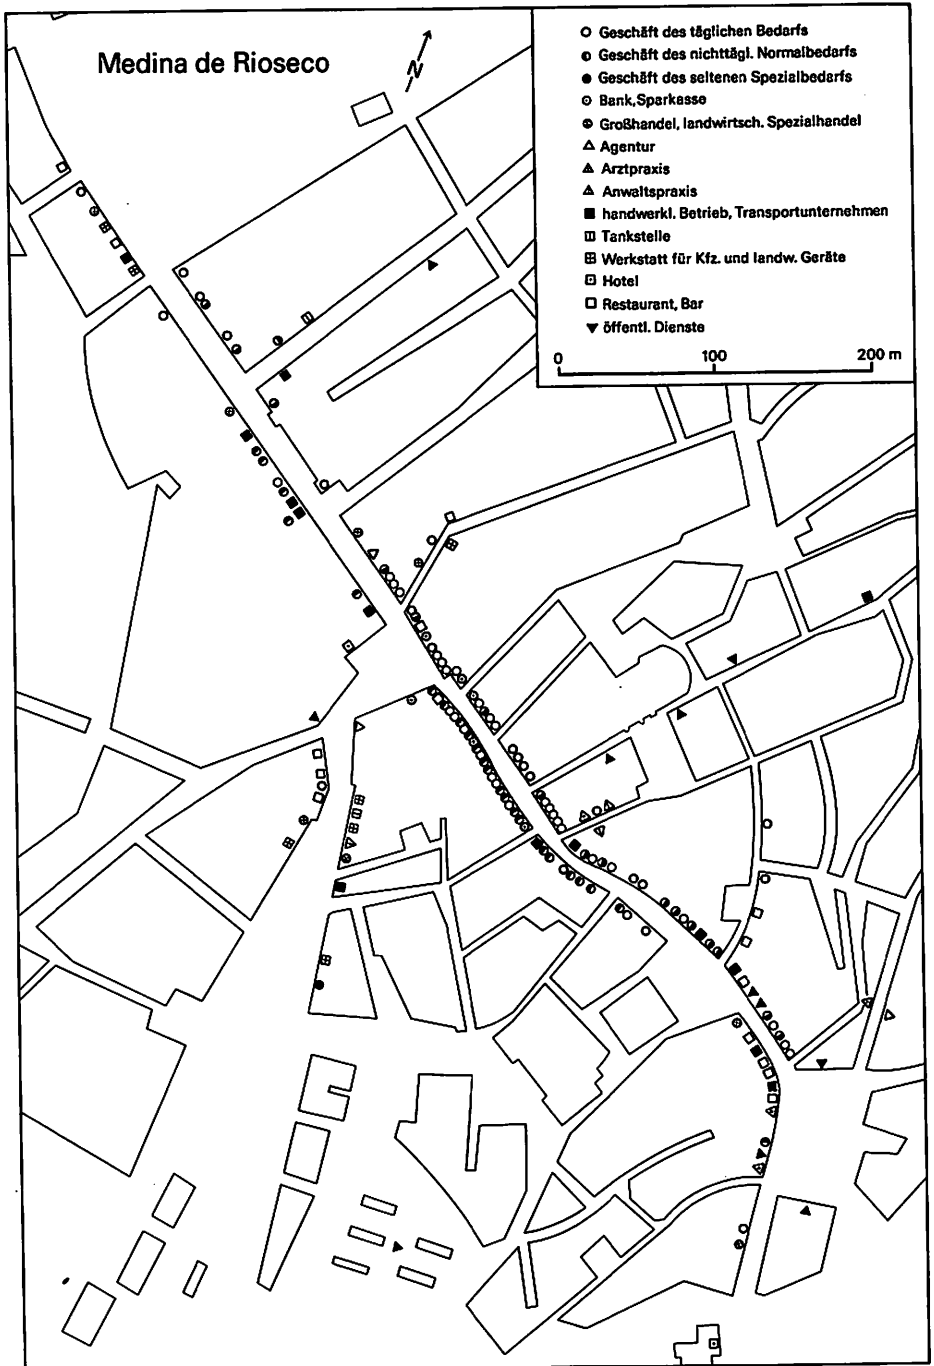 Medina de Rioseco
N
Geschäft des täglichen Bedarfs
Geschäft des nichttägl. Normalbedarfs
Geschäft des seltenen Spezialbedarfs
Bank,Sparkasse
Großhandel, landwirtsch. Spezialhandel
Agentur
Arztpraxis
Anwaltspraxis
handwerkl. Betrieb, Transportunternehmen
Tankstelle
Werkstatt für Kfz. und landw. Geräte
Hotel
Restaurant, Bar
öffentl. Dienste
0 100 200 m